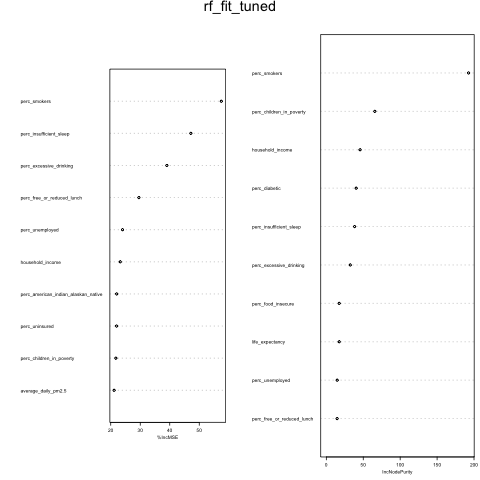 rf_fit_tuned
perc_smokers
perc_insufficient_sleep
perc_excessive_drinking
perc_free_or_reduced_lunch
perc_unemployed
household_income
perc_american_indian_alaskan_native
perc_uninsured
perc_children_in_poverty
average_daily_pm2.5
20 30 40 50
%IncMSE
perc_smokers
perc_children_in_poverty
household_income
perc_diabetic
perc_insufficient_sleep
perc_excessive_drinking
perc_food_insecure
life_expectancy
perc_unemployed
perc_free_or_reduced_lunch
0 50 100 150 200
IncNodePurity